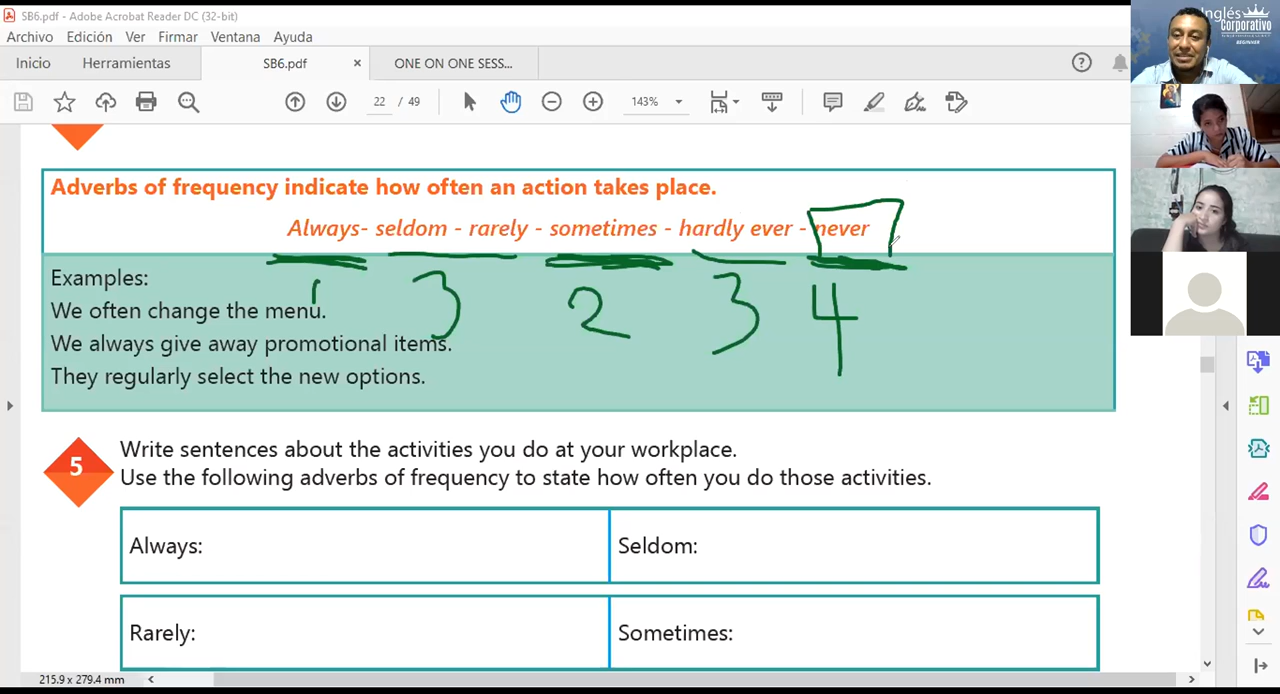 SB6.pdf - Adobe Acrobat Reader DC (32-bit)
Archivo Edición Ver Firmar Ventana Ayuda
Inicio Herramientas SB6.pdf × ONE ON ONE SESS...
22 / 49 143%
Inglés
Corporativo
BEGINNER
Adverbs of frequency indicate how often an action takes place.
Always- seldom - rarely - sometimes - hardly ever - never
1 3 2 3 4
Examples:
We often change the menu.
We always give away promotional items.
They regularly select the new options.
5
Write sentences about the activities you do at your workplace.
Use the following adverbs of frequency to state how often you do those activities.
Always: Seldom:
Rarely: Sometimes:
215.9 x 279.4 mm